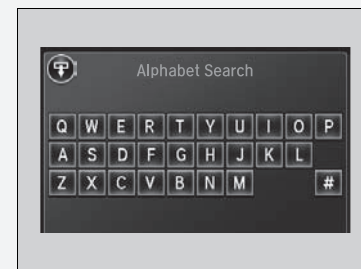 Alphabet Search
Q W E R T Y U I O P
A S D F G H J K L
Z X C V B N M #